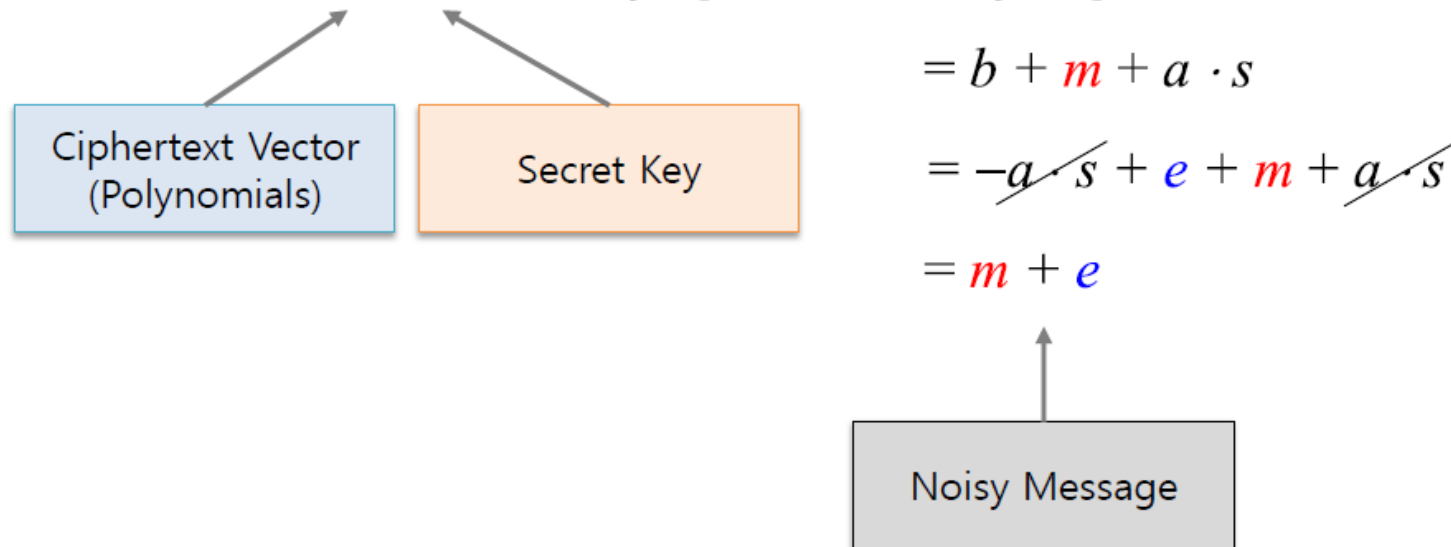 = b + m + a · s
Ciphertext Vector
(Polynomials)
Secret Key
= −a · s + e + m + a · s
= m + e
Noisy Message